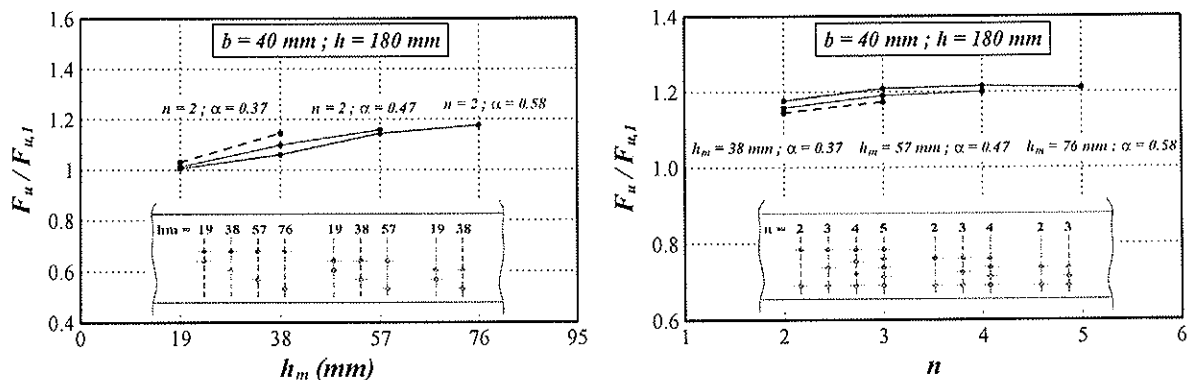 1.6
1.4
1.2
1
0.8
0.6
0.4
F_u / F_{u,1}
b = 40 mm ; h = 180 mm
n = 2 ; α = 0.37 n = 2 ; α = 0.47 n = 2 ; α = 0.58
hm = 19 38 57 76 19 38 57 19 38
0 19 38 57 76 95
h_m (mm)
1.4
1.2
1.0
0.8
0.6
F_u / F_{u,1}
b = 40 mm ; h = 180 mm
h_m = 38 mm ; α = 0.37 h_m = 57 mm ; α = 0.47 h_m = 76 mm ; α = 0.58
n = 2 3 4 5 2 3 4 2 3
1 2 3 4 5 6
n